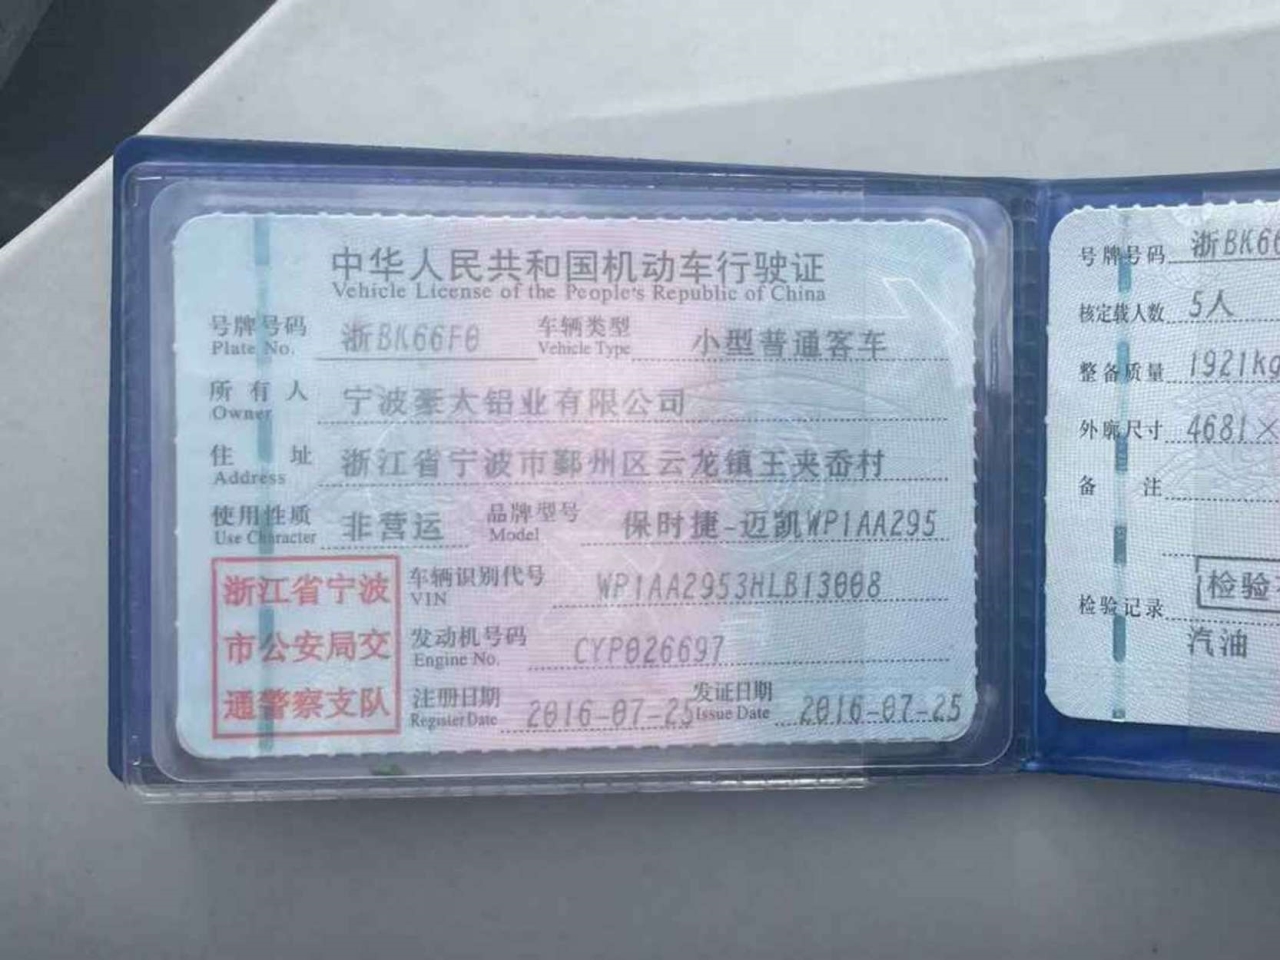 中华人民共和国机动车行驶证
Vehicle License of the People's Republic of China
号牌号码 浙BK66F0 车辆类型 小型普通客车
Plate No. Vehicle Type
所有人 宁波豪大铝业有限公司
Owner
住址 浙江省宁波市鄞州区云龙镇王夹岙村
Address
使用性质 非营运 品牌型号 保时捷-迈凯WP1AA295
Use Character Model
浙江省宁波
市公安局交
通警察支队
车辆识别代号 WP1AA2953HLB13008
VIN
发动机号码 CYP026697
Engine No.
注册日期 2016-07-25 发证日期 2016-07-25
Register Date Issue Date
号牌号码 浙BK66
核定载人数 5人
整备质量 1921kg
外廓尺寸 4681×
备注
检验记录
检验
汽油